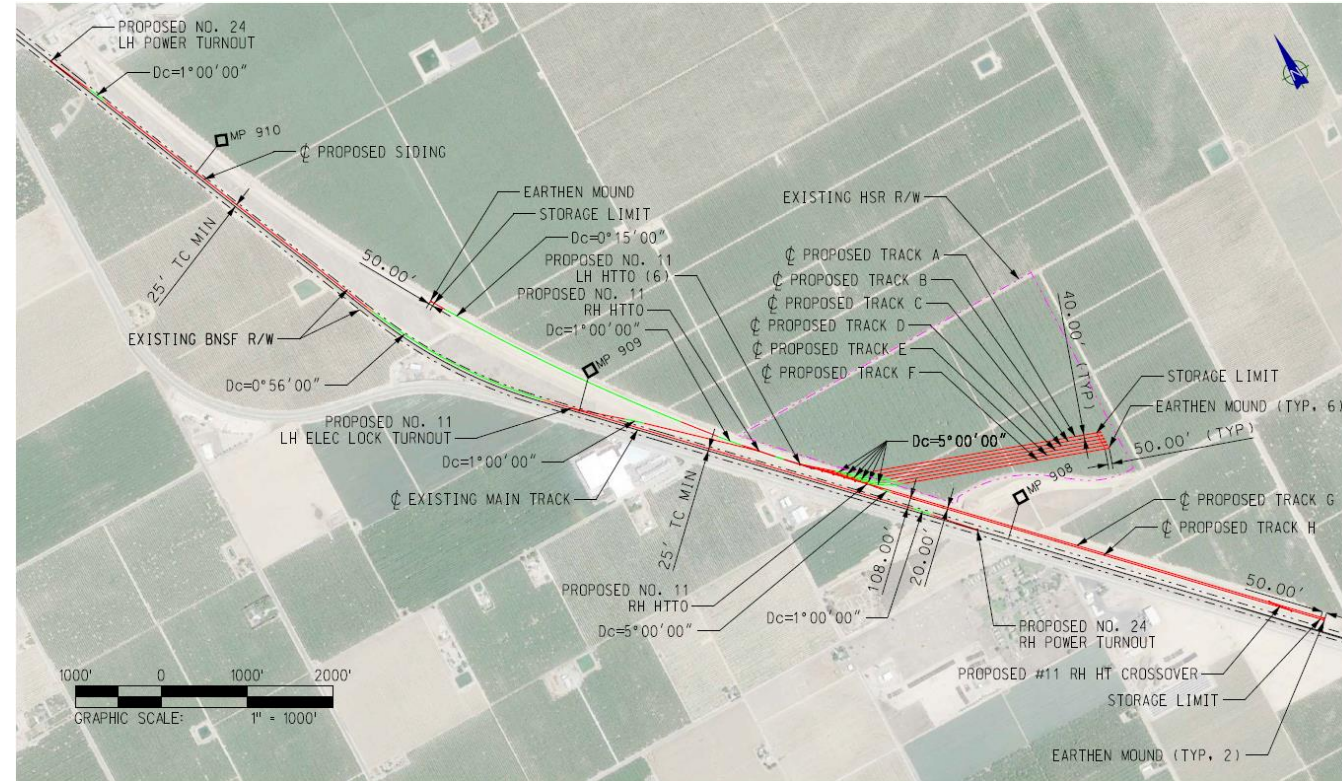 PROPOSED NO. 24
LH POWER TURNOUT
Dc=1°00'00"
MP 910
℄ PROPOSED SIDING
25' TC MIN
EXISTING BNSF R/W
Dc=0°56'00"
50.00'
EARTHEN MOUND
STORAGE LIMIT
Dc=0°15'00"
PROPOSED NO. 11
LH HTTO (6)
PROPOSED NO. 11
RH HTTO
Dc=1°00'00"
MP 909
PROPOSED NO. 11
LH ELEC LOCK TURNOUT
Dc=1°00'00"
℄ EXISTING MAIN TRACK
25' TC MIN
EXISTING HSR R/W
℄ PROPOSED TRACK A
℄ PROPOSED TRACK B
℄ PROPOSED TRACK C
℄ PROPOSED TRACK D
℄ PROPOSED TRACK E
℄ PROPOSED TRACK F
40.00'
(TYP)
STORAGE LIMIT
EARTHEN MOUND (TYP. 6)
50.00' (TYP)
Dc=5°00'00"
MP 908
℄ PROPOSED TRACK G
℄ PROPOSED TRACK H
108.00'
20.00'
50.00'
PROPOSED NO. 11
RH HTTO
Dc=5°00'00"
Dc=1°00'00"
PROPOSED NO. 24
RH POWER TURNOUT
PROPOSED #11 RH HT CROSSOVER
STORAGE LIMIT
EARTHEN MOUND (TYP. 2)
N
1000' 0 1000' 2000'
GRAPHIC SCALE: 1" = 1000'